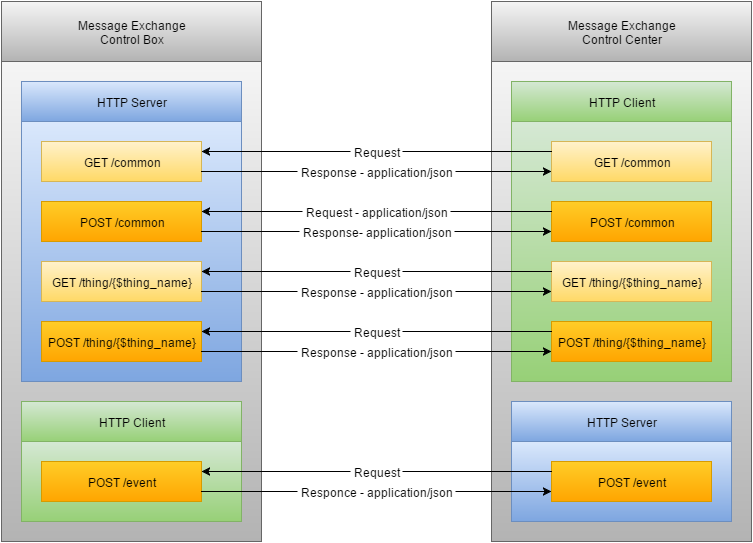 Message Exchange
Control Box
Message Exchange
Control Center
HTTP Server
HTTP Client
GET /common
Request
Response - application/json
GET /common
POST /common
Request - application/json
Response- application/json
POST /common
GET /thing/{$thing_name}
Request
Response - application/json
GET /thing/{$thing_name}
POST /thing/{$thing_name}
Request
Response - application/json
POST /thing/{$thing_name}
HTTP Client
HTTP Server
POST /event
Request
Responce - application/json
POST /event